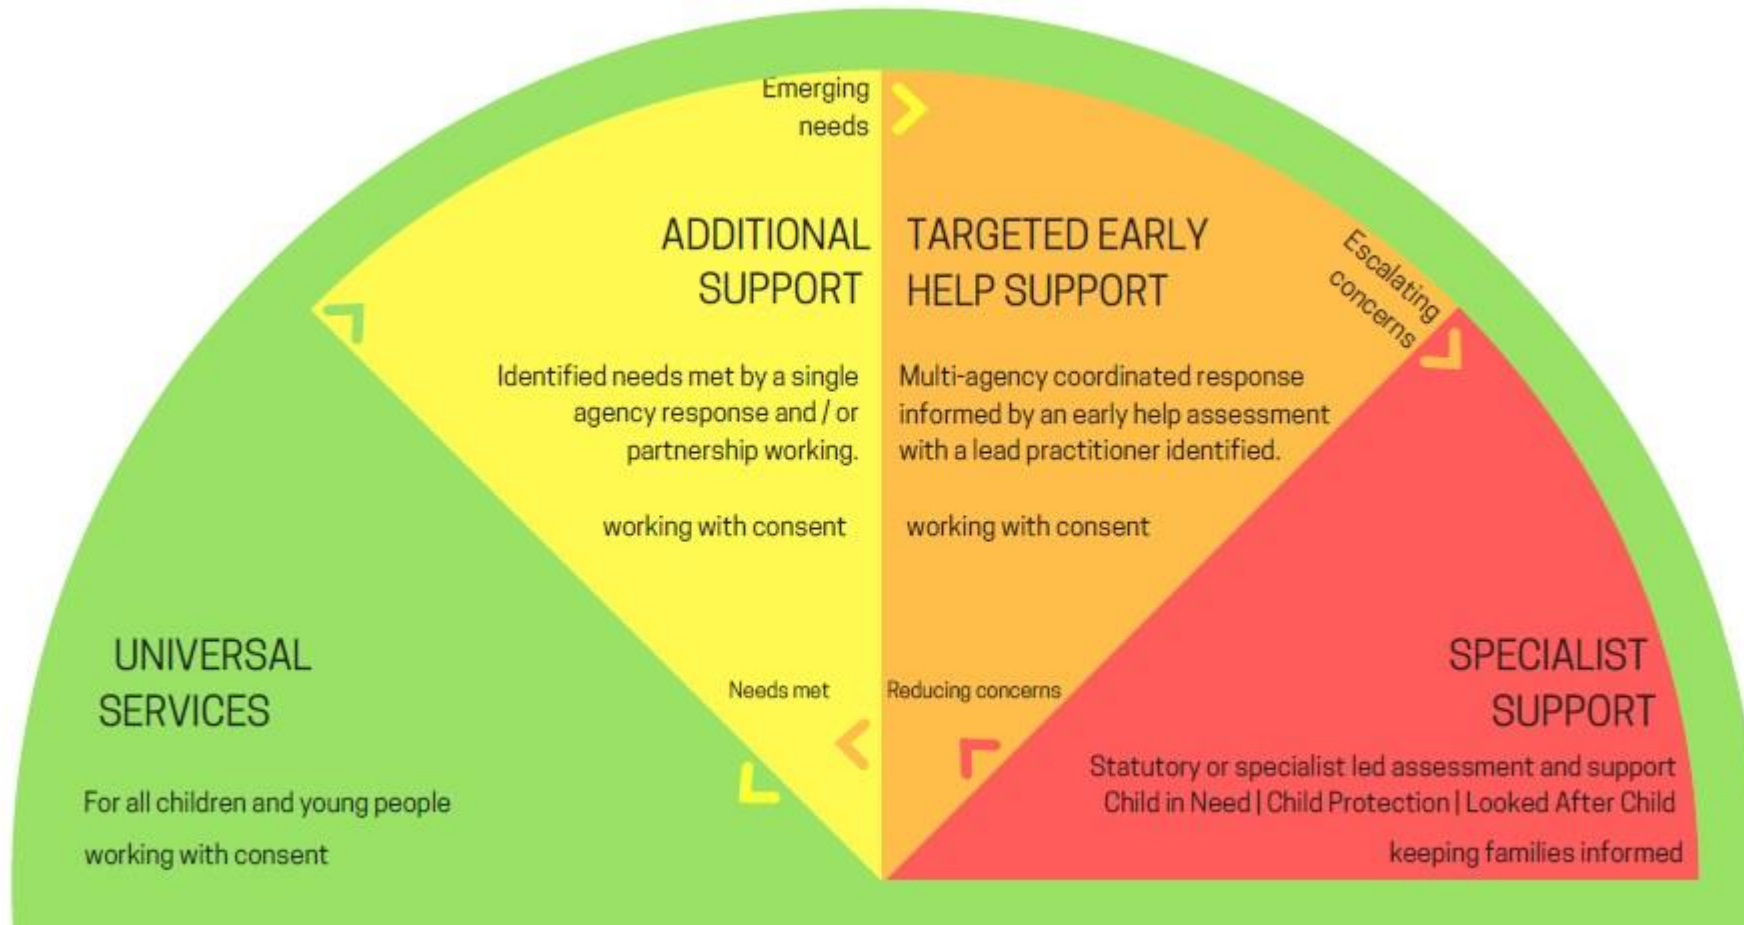 Emerging
needs
ADDITIONAL
SUPPORT
Identified needs met by a single
agency response and / or
partnership working.
working with consent
Needs met
TARGETED EARLY
HELP SUPPORT
Escalating
concerns
Multi-agency coordinated response
informed by an early help assessment
with a lead practitioner identified.
working with consent
Reducing concerns
UNIVERSAL
SERVICES
For all children and young people
working with consent
SPECIALIST
SUPPORT
Statutory or specialist led assessment and support
Child in Need | Child Protection | Looked After Child
keeping families informed